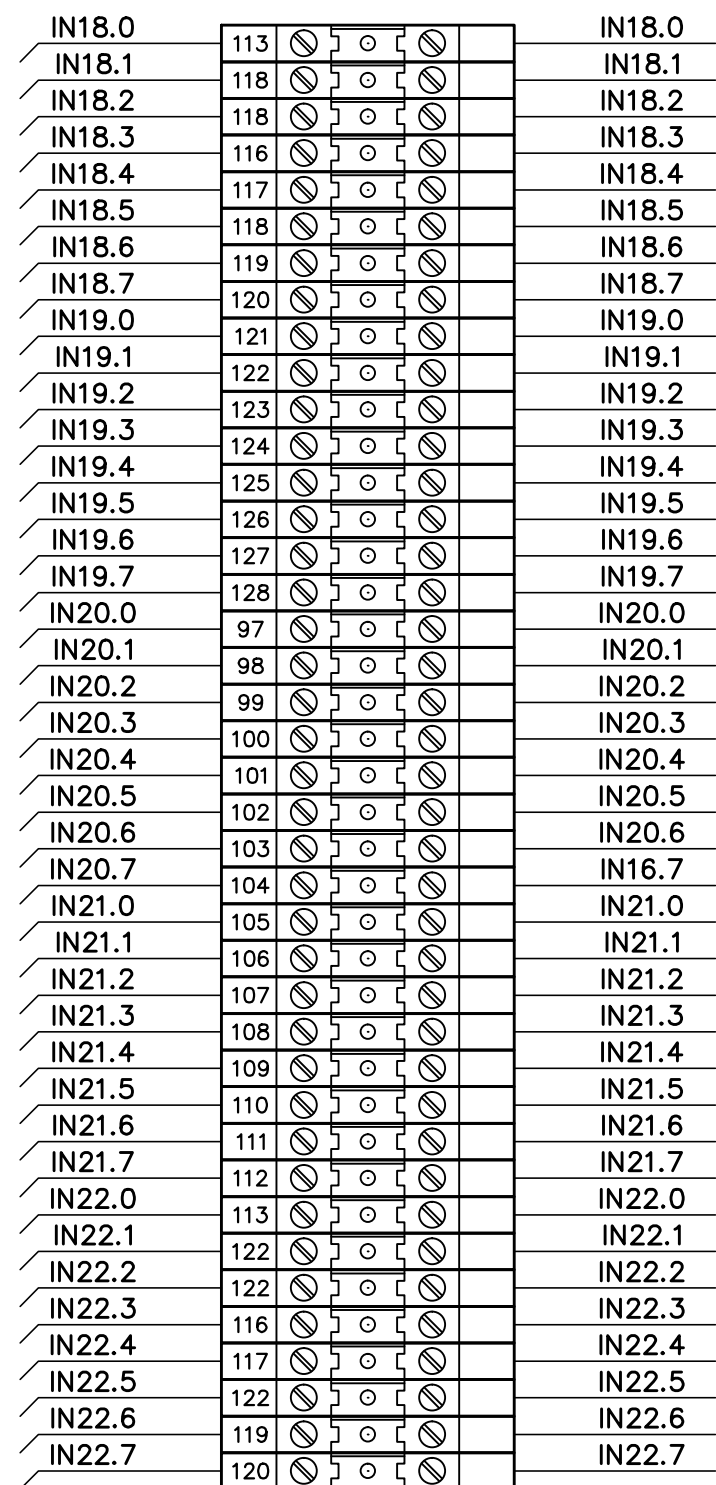 IN18.0 113 IN18.0
IN18.1 118 IN18.1
IN18.2 118 IN18.2
IN18.3 116 IN18.3
IN18.4 117 IN18.4
IN18.5 118 IN18.5
IN18.6 119 IN18.6
IN18.7 120 IN18.7
IN19.0 121 IN19.0
IN19.1 122 IN19.1
IN19.2 123 IN19.2
IN19.3 124 IN19.3
IN19.4 125 IN19.4
IN19.5 126 IN19.5
IN19.6 127 IN19.6
IN19.7 128 IN19.7
IN20.0 97 IN20.0
IN20.1 98 IN20.1
IN20.2 99 IN20.2
IN20.3 100 IN20.3
IN20.4 101 IN20.4
IN20.5 102 IN20.5
IN20.6 103 IN20.6
IN20.7 104 IN16.7
IN21.0 105 IN21.0
IN21.1 106 IN21.1
IN21.2 107 IN21.2
IN21.3 108 IN21.3
IN21.4 109 IN21.4
IN21.5 110 IN21.5
IN21.6 111 IN21.6
IN21.7 112 IN21.7
IN22.0 113 IN22.0
IN22.1 122 IN22.1
IN22.2 122 IN22.2
IN22.3 116 IN22.3
IN22.4 117 IN22.4
IN22.5 122 IN22.5
IN22.6 119 IN22.6
IN22.7 120 IN22.7